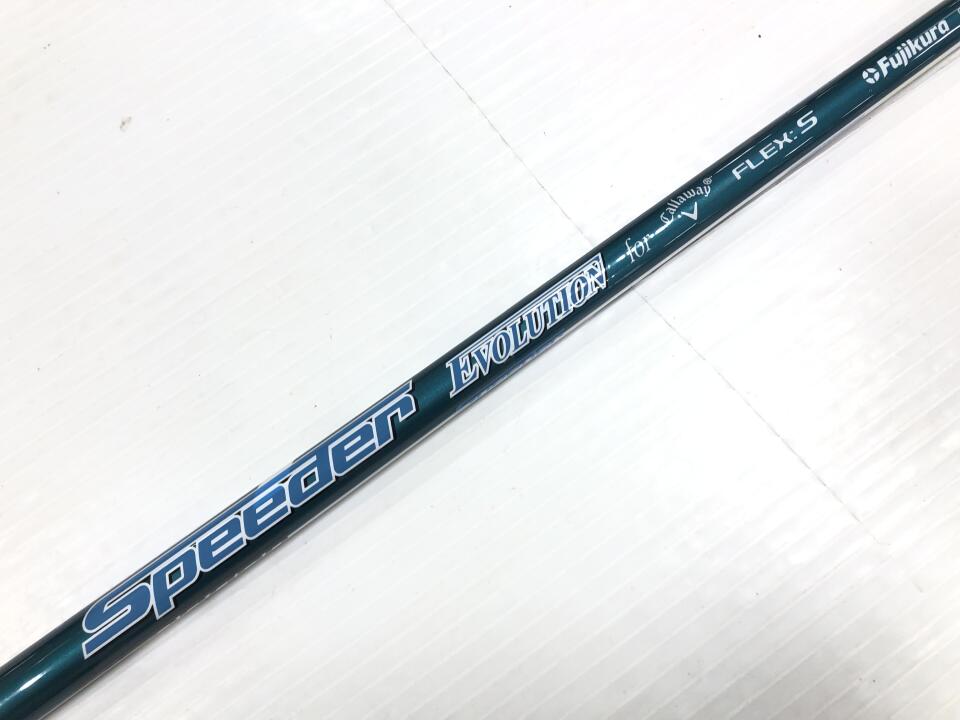 Speeder EVOLUTION for Callaway® FLEX: S Fujikura